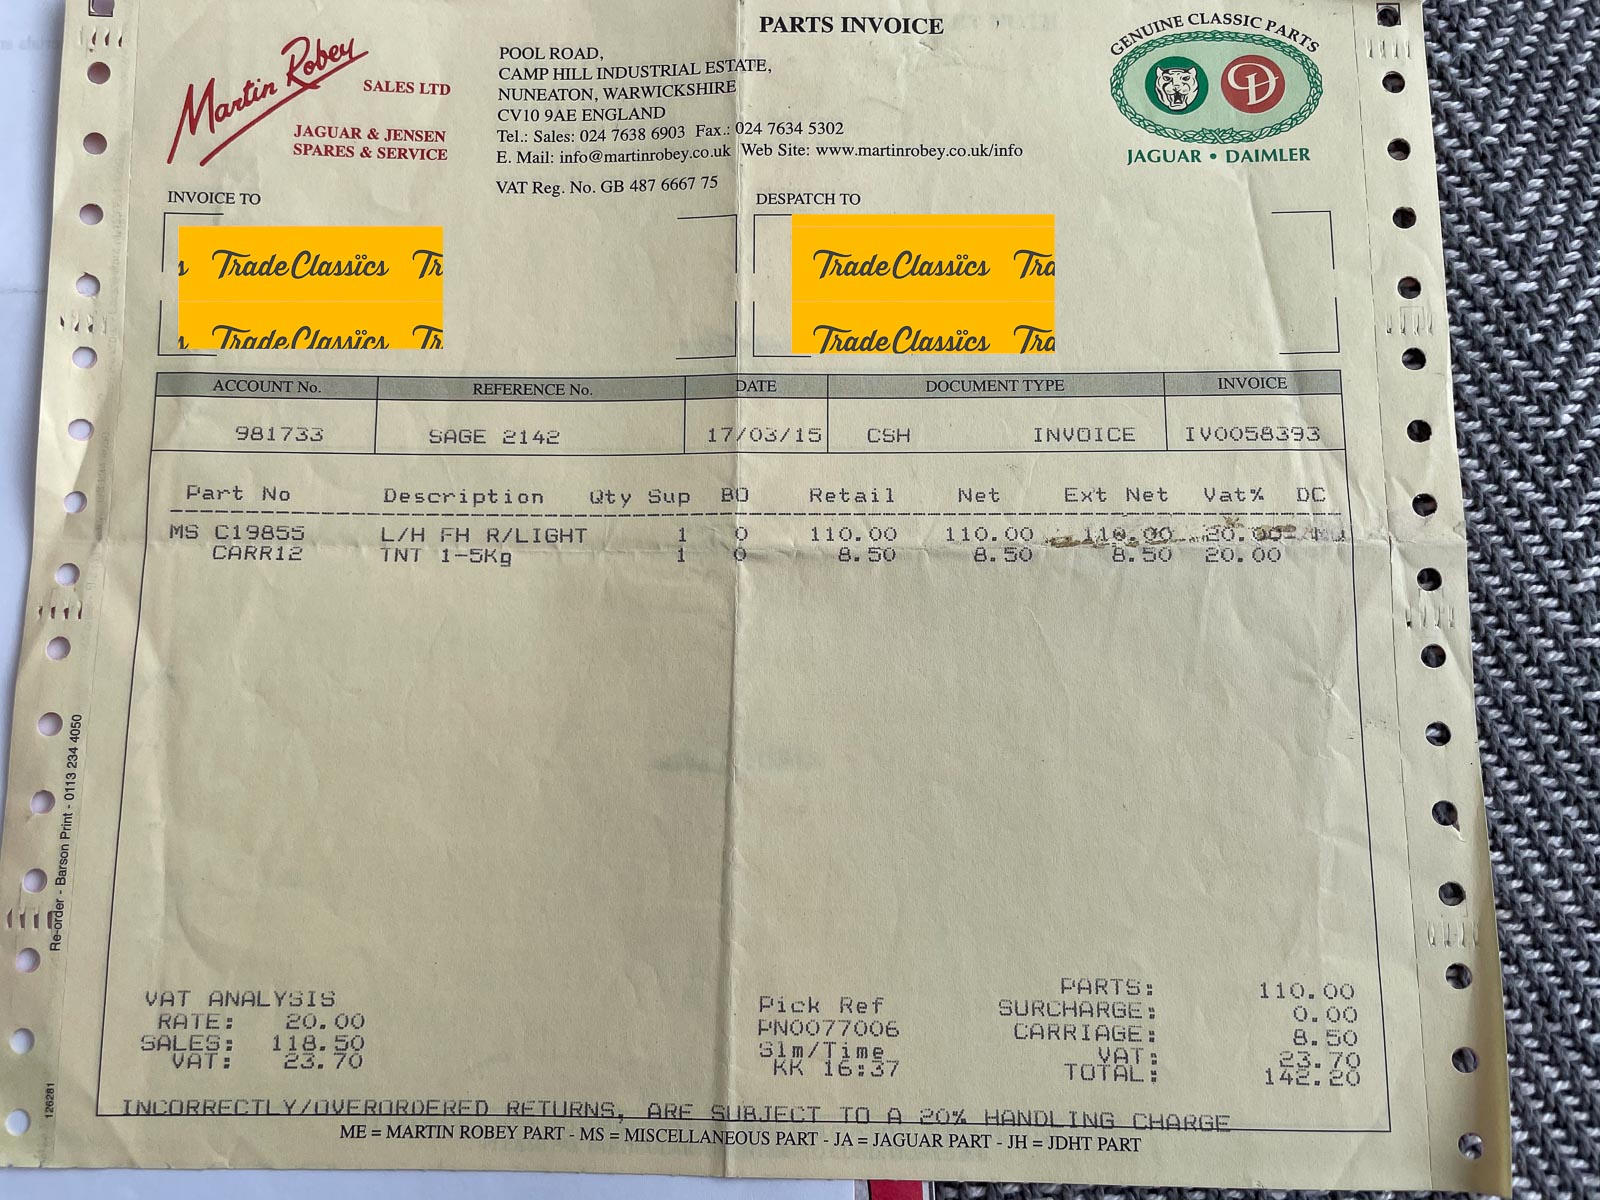 PARTS INVOICE
Martin Robey
SALES LTD
JAGUAR & JENSEN
SPARES & SERVICE
POOL ROAD,
CAMP HILL INDUSTRIAL ESTATE,
NUNEATON, WARWICKSHIRE
CV10 9AE ENGLAND
Tel.: Sales: 024 7638 6903 Fax.: 024 7634 5302
E. Mail: info@martinrobey.co.uk Web Site: www.martinrobey.co.uk/info
VAT Reg. No. GB 487 6667 75
GENUINE CLASSIC PARTS
D
JAGUAR • DAIMLER
INVOICE TO
DESPATCH TO
s Trade Classics Tr
Trade Classics Tra
Trade Classics Tr
Trade Classics Tra
ACCOUNT No. REFERENCE No. DATE DOCUMENT TYPE INVOICE
981733 SAGE 2142 17/03/15 CSH INVOICE IV0058393
Part No Description Qty Sup BO Retail Net Ext Net Vat% DC
MS C19855 L/H FH R/LIGHT 1 0 110.00 110.00 110.00 20.00
CARR12 TNT 1-5Kg 1 0 8.50 8.50 8.50 20.00
VAT ANALYSIS
RATE: 20.00
SALES: 118.50
VAT: 23.70
Pick Ref
PN0077006
Slm/Time
KK 16:37
PARTS: 110.00
SURCHARGE: 0.00
CARRIAGE: 8.50
VAT: 23.70
TOTAL: 142.20
INCORRECTLY/OVERORDERED RETURNS, ARE SUBJECT TO A 20% HANDLING CHARGE
ME = MARTIN ROBEY PART - MS = MISCELLANEOUS PART - JA = JAGUAR PART - JH = JDHT PART
Re-order - Barson Print - 0113 234 4050
126281